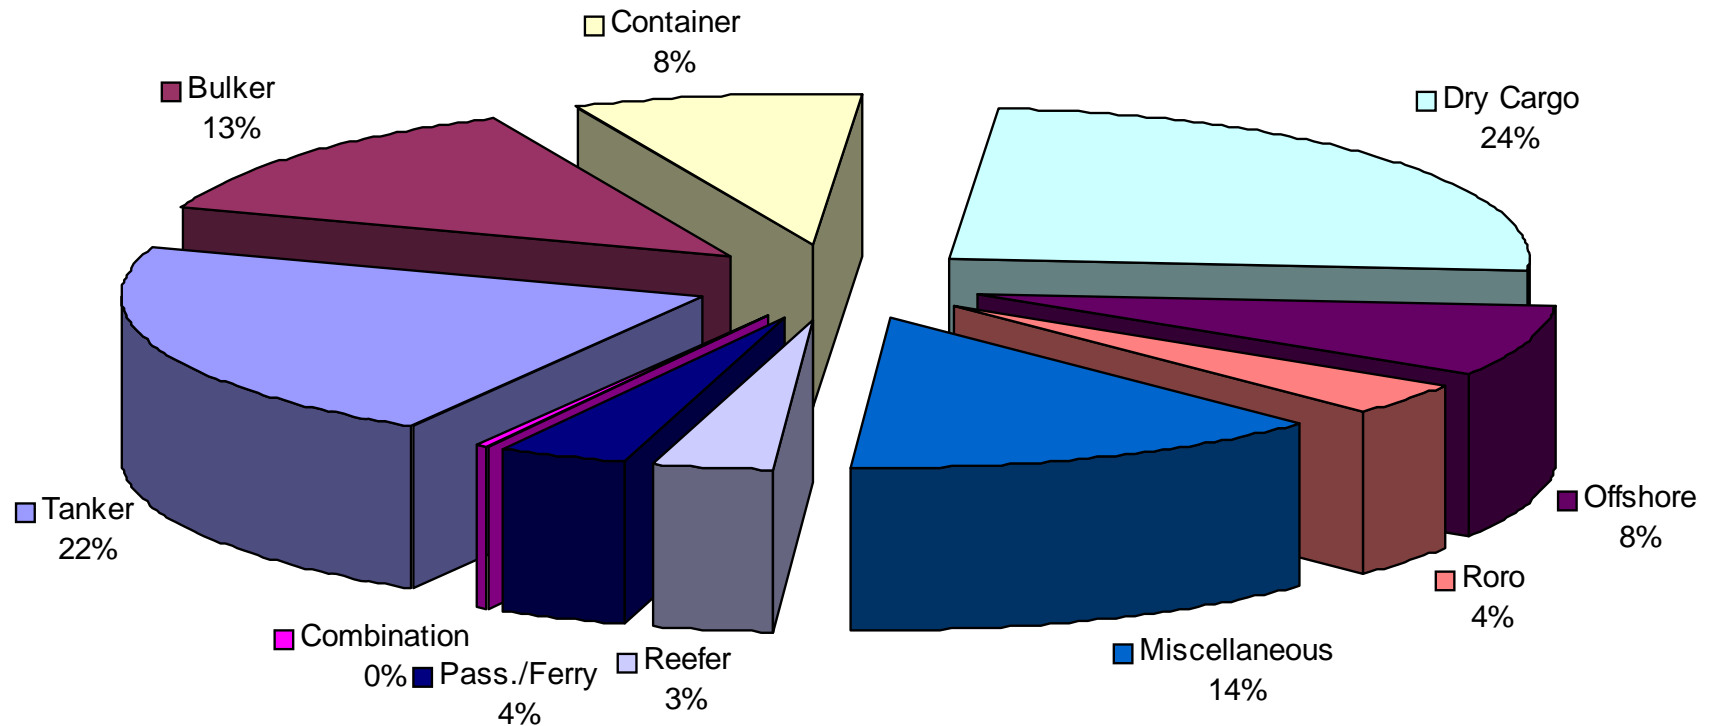 Container
8%
Bulker
13%
Dry Cargo
24%
Tanker
22%
Offshore
8%
Roro
4%
Combination
0%
Pass./Ferry
4%
Reefer
3%
Miscellaneous
14%